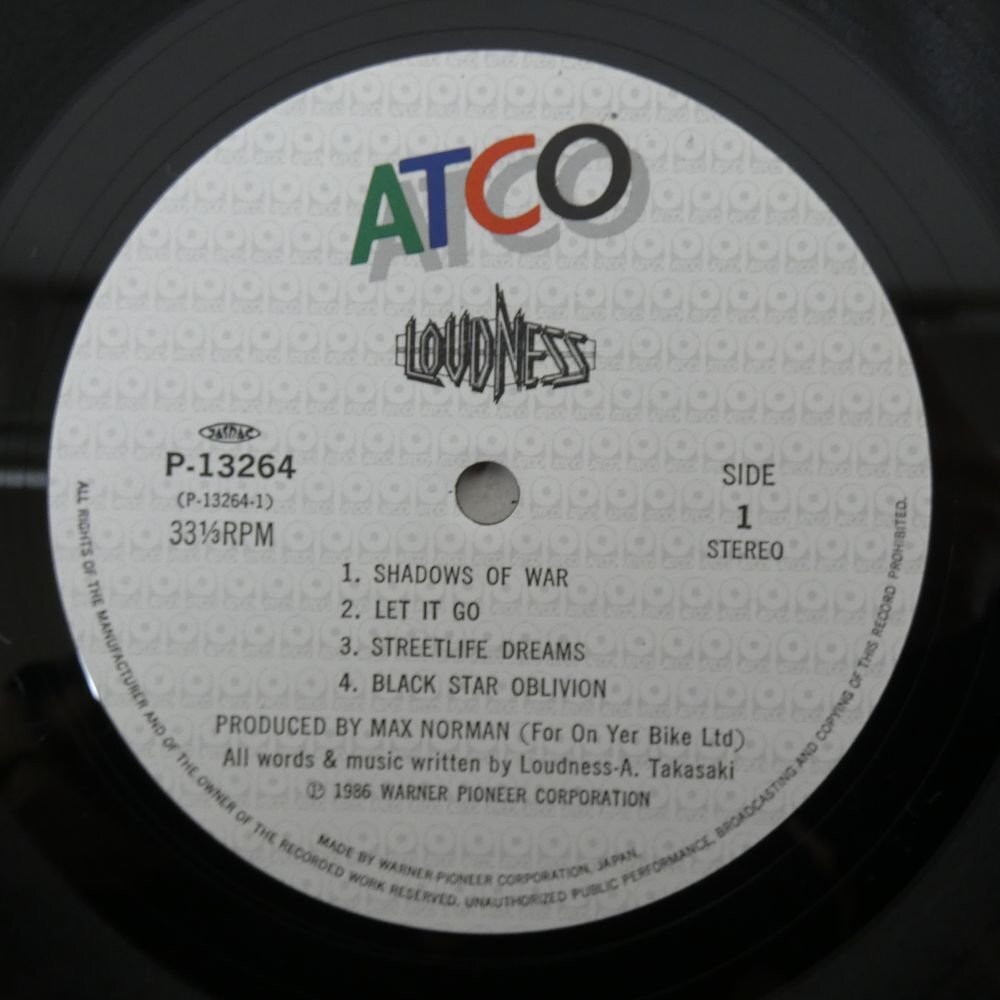 ATCO
LOUDNESS
JASRAC
P-13264
(P-13264-1)
33⅓RPM
SIDE
1
STEREO
1. SHADOWS OF WAR
2. LET IT GO
3. STREETLIFE DREAMS
4. BLACK STAR OBLIVION
PRODUCED BY MAX NORMAN (For On Yer Bike Ltd)
All words & music written by Loudness-A. Takasaki
Ⓟ 1986 WARNER PIONEER CORPORATION
MADE BY WARNER-PIONEER CORPORATION, JAPAN.
ALL RIGHTS OF THE MANUFACTURER AND OF THE OWNER OF THE RECORDED WORK RESERVED. UNAUTHORIZED PUBLIC PERFORMANCE, BROADCASTING AND COPYING OF THIS RECORD PROHIBITED.